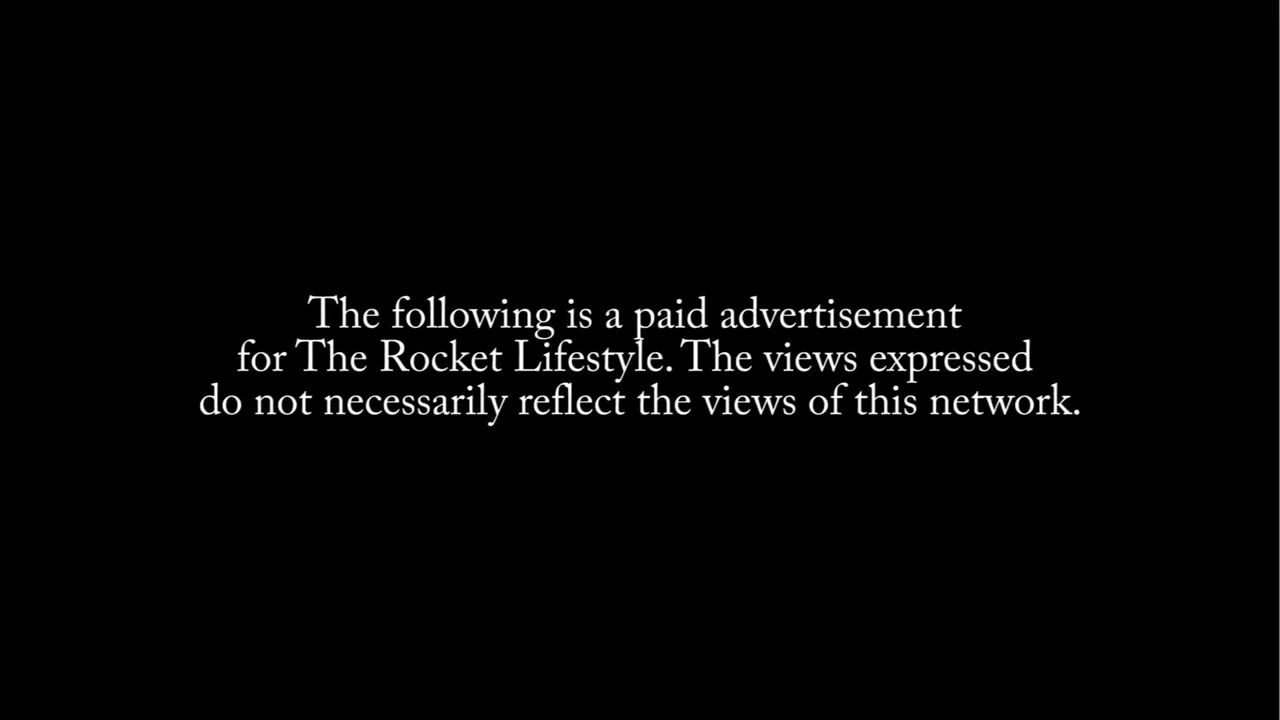 The following is a paid advertisement
for The Rocket Lifestyle. The views expressed
do not necessarily reflect the views of this network.